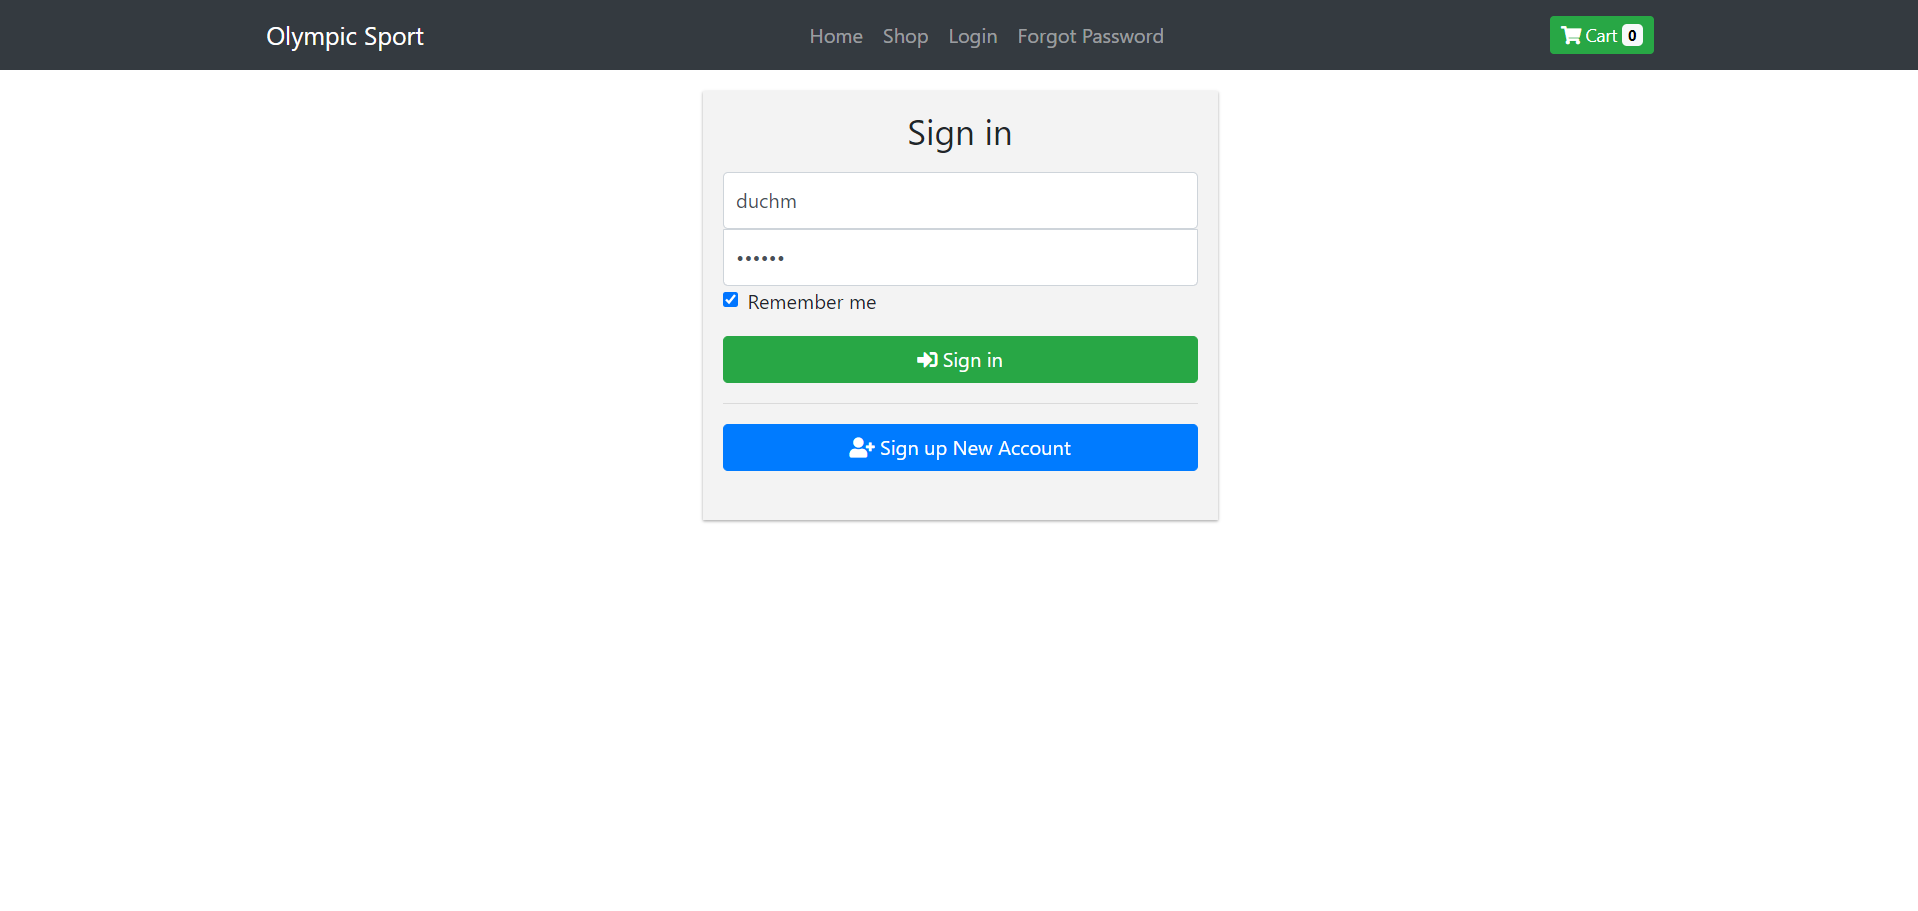 Olympic Sport Home Shop Login Forgot Password Cart 0
Sign in
duchm
••••••
Remember me
Sign in
Sign up New Account